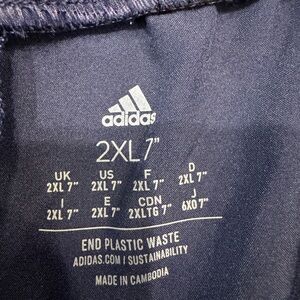 adidas
2XL 7"
UK US F D
2XL 7" 2XL 7" 2XL 7" 2XL 7"
I E CDN J
2XL 7" 2XL 7" 2XLTG 7" 6XO 7"
END PLASTIC WASTE
ADIDAS.COM / SUSTAINABILITY
MADE IN CAMBODIA